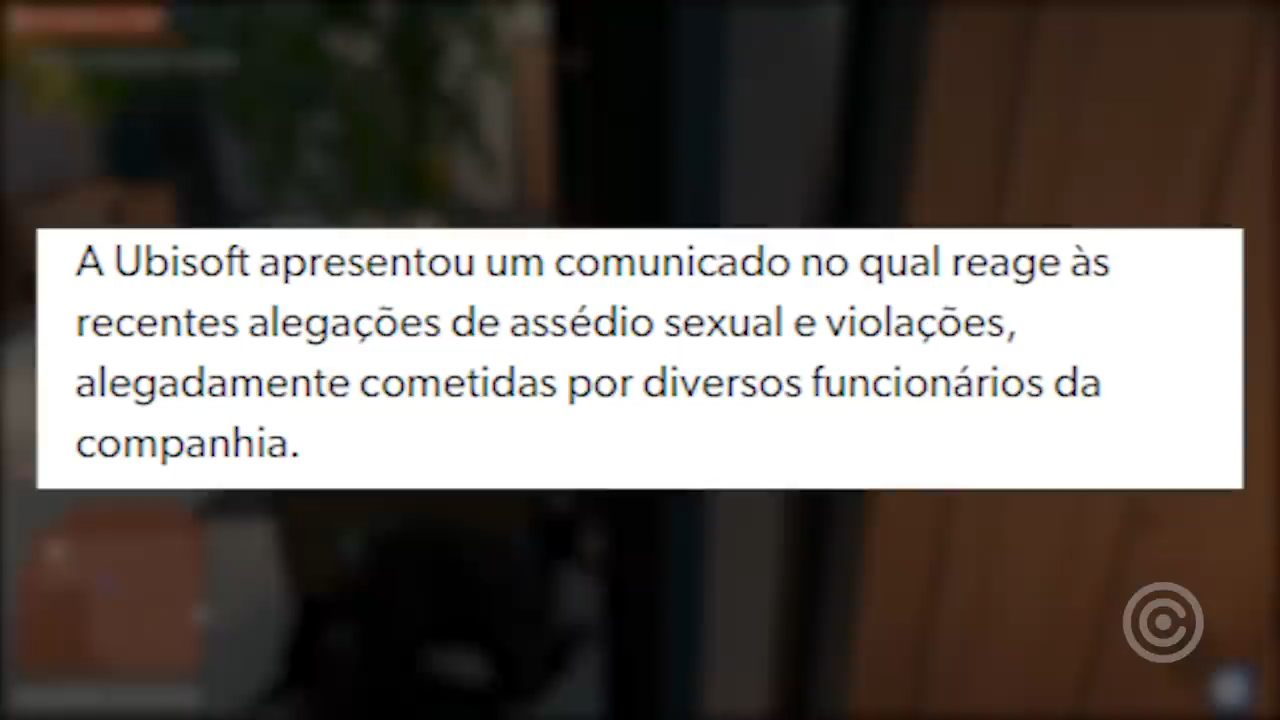 A Ubisoft apresentou um comunicado no qual reage às
recentes alegações de assédio sexual e violações,
alegadamente cometidas por diversos funcionários da
companhia.